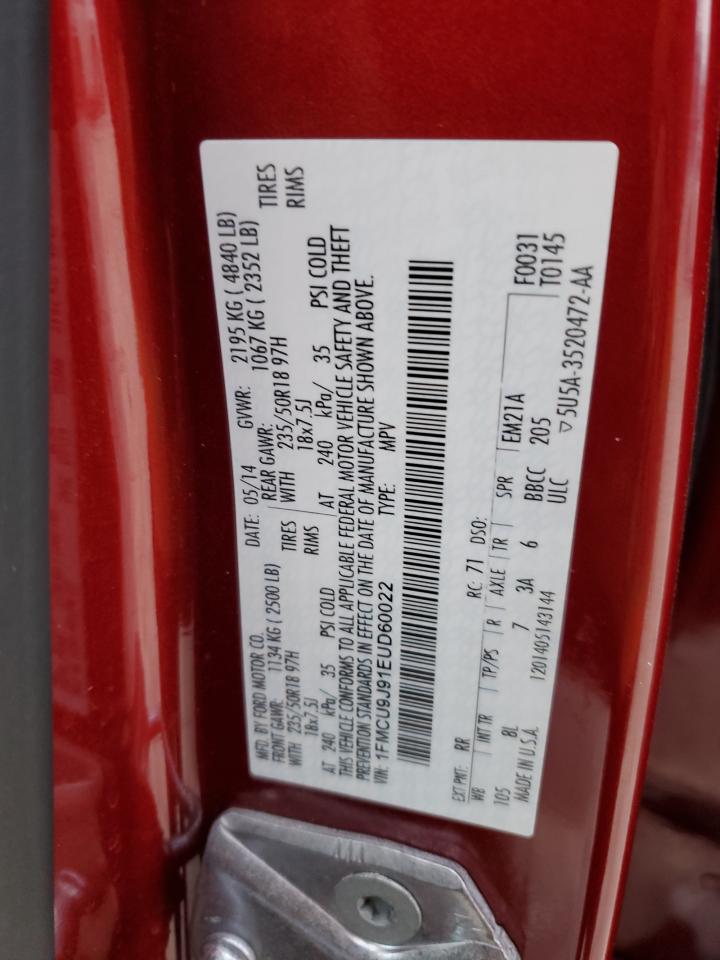 MFD. BY FORD MOTOR CO.
DATE: 05/14 GVWR: 2195 KG ( 4840 LB)
FRONT GAWR: 1134 KG ( 2500 LB) REAR GAWR: 1067 KG ( 2352 LB)
WITH 235/50R18 97H TIRES WITH 235/50R18 97H TIRES
18x7.5J RIMS 18x7.5J RIMS
AT 240 kPa/ 35 PSI COLD AT 240 kPa/ 35 PSI COLD
THIS VEHICLE CONFORMS TO ALL APPLICABLE FEDERAL MOTOR VEHICLE SAFETY AND THEFT
PREVENTION STANDARDS IN EFFECT ON THE DATE OF MANUFACTURE SHOWN ABOVE.
VIN: 1FMCU9J91EUD60022 TYPE: MPV
EXT PNT: RR RC: 71 DSO: F0031
WB INT TR TP/PS R AXLE TR SPR EM21A T0145
105 8L 7 3A 6 BBCC 205
MADE IN U.S.A. 1201405143144 ULC ▽5U5A-3520472-AA